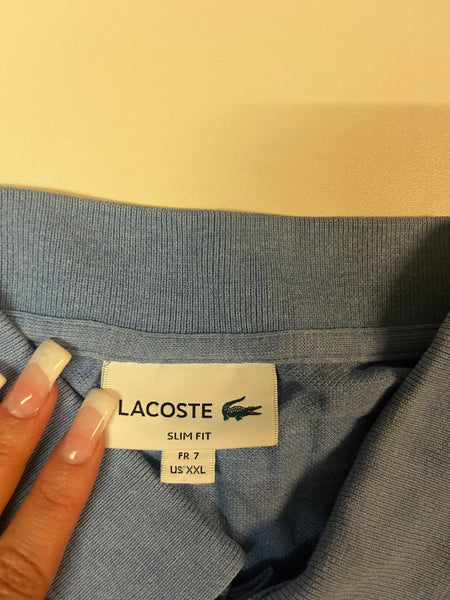 LACOSTE
SLIM FIT
FR 7
US XXL